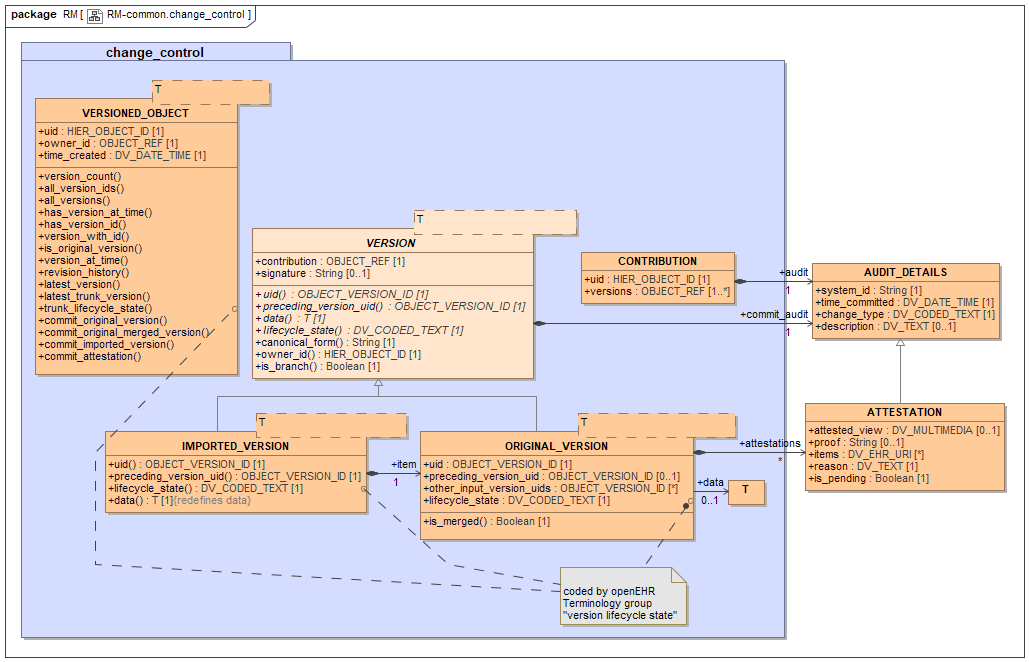 package RM [ RM-common.change_control ]
change_control
T
VERSIONED_OBJECT
+uid : HIER_OBJECT_ID [1]
+owner_id : OBJECT_REF [1]
+time_created : DV_DATE_TIME [1]
+version_count()
+all_version_ids()
+all_versions()
+has_version_at_time()
+has_version_id()
+version_with_id()
+is_original_version()
+version_at_time()
+revision_history()
+latest_version()
+latest_trunk_version()
+trunk_lifecycle_state()
+commit_original_version()
+commit_original_merged_version()
+commit_imported_version()
+commit_attestation()
T
VERSION
+contribution : OBJECT_REF [1]
+signature : String [0..1]
+uid() : OBJECT_VERSION_ID [1]
+preceding_version_uid() : OBJECT_VERSION_ID [1]
+data() : T [1]
+lifecycle_state() : DV_CODED_TEXT [1]
+canonical_form() : String [1]
+owner_id() : HIER_OBJECT_ID [1]
+is_branch() : Boolean [1]
CONTRIBUTION
+uid : HIER_OBJECT_ID [1]
+versions : OBJECT_REF [1..*]
+audit
1
+commit_audit
1
AUDIT_DETAILS
+system_id : String [1]
+time_committed : DV_DATE_TIME [1]
+change_type : DV_CODED_TEXT [1]
+description : DV_TEXT [0..1]
ATTESTATION
+attested_view : DV_MULTIMEDIA [0..1]
+proof : String [0..1]
+items : DV_EHR_URI [*]
+reason : DV_TEXT [1]
+is_pending : Boolean [1]
T
IMPORTED_VERSION
+uid() : OBJECT_VERSION_ID [1]
+preceding_version_uid() : OBJECT_VERSION_ID [1]
+lifecycle_state() : DV_CODED_TEXT [1]
+data() : T [1]{redefines data}
+item
1
T
ORIGINAL_VERSION
+uid : OBJECT_VERSION_ID [1]
+preceding_version_uid : OBJECT_VERSION_ID [0..1]
+other_input_version_uids : OBJECT_VERSION_ID [*]
+lifecycle_state : DV_CODED_TEXT [1]
+is_merged() : Boolean [1]
+attestations
*
+data
0..1
T
coded by openEHR
Terminology group
"version lifecycle state"